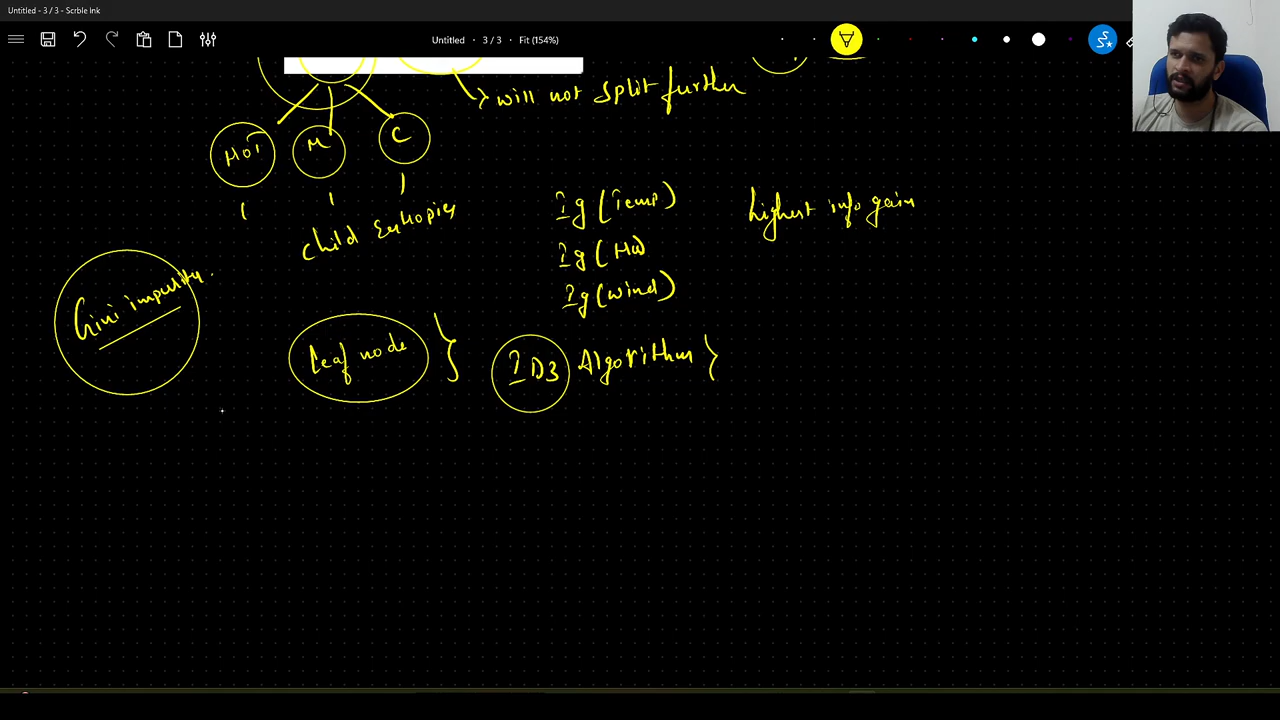 Untitled - 3 / 3 - Scrble Ink
Untitled • 3 / 3 • Fit (154%)
will not split further
HOT
M
C
Child Entropies
Ig (Temp)
highest info gain
Ig (Hu)
Ig (wind)
Gini impurity.
Leaf node
ID3 Algorithm